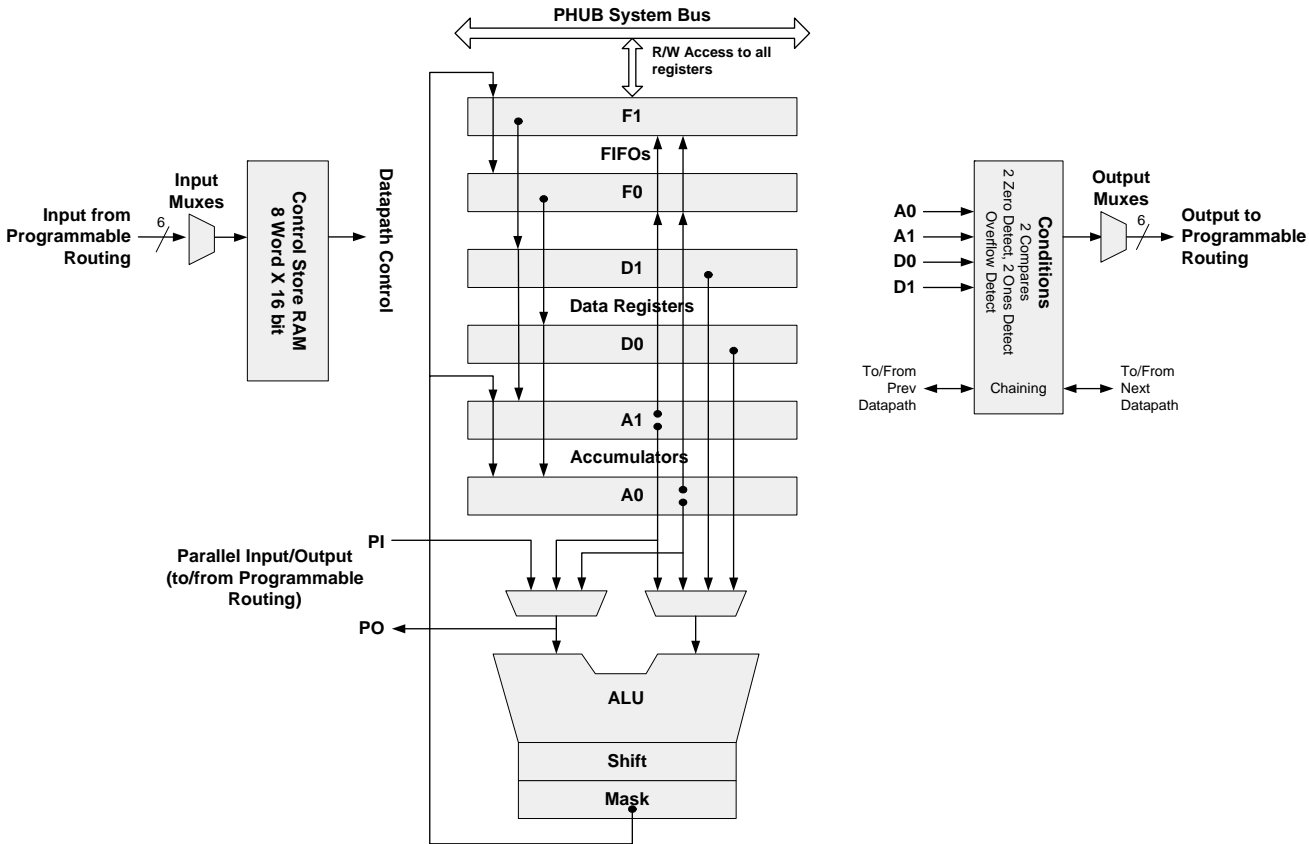 PHUB System Bus
R/W Access to all
registers
F1
FIFOs
F0
D1
Data Registers
D0
A1
Accumulators
A0
Input from
Programmable
Routing
6
Input
Muxes
Control Store RAM
8 Word X 16 bit
Datapath Control
PI
Parallel Input/Output
(to/from Programmable
Routing)
PO
ALU
Shift
Mask
A0
A1
D0
D1
Conditions
2 Compares
2 Zero Detect, 2 Ones Detect
Overflow Detect
Output
Muxes
6
Output to
Programmable
Routing
To/From
Prev
Datapath
Chaining
To/From
Next
Datapath